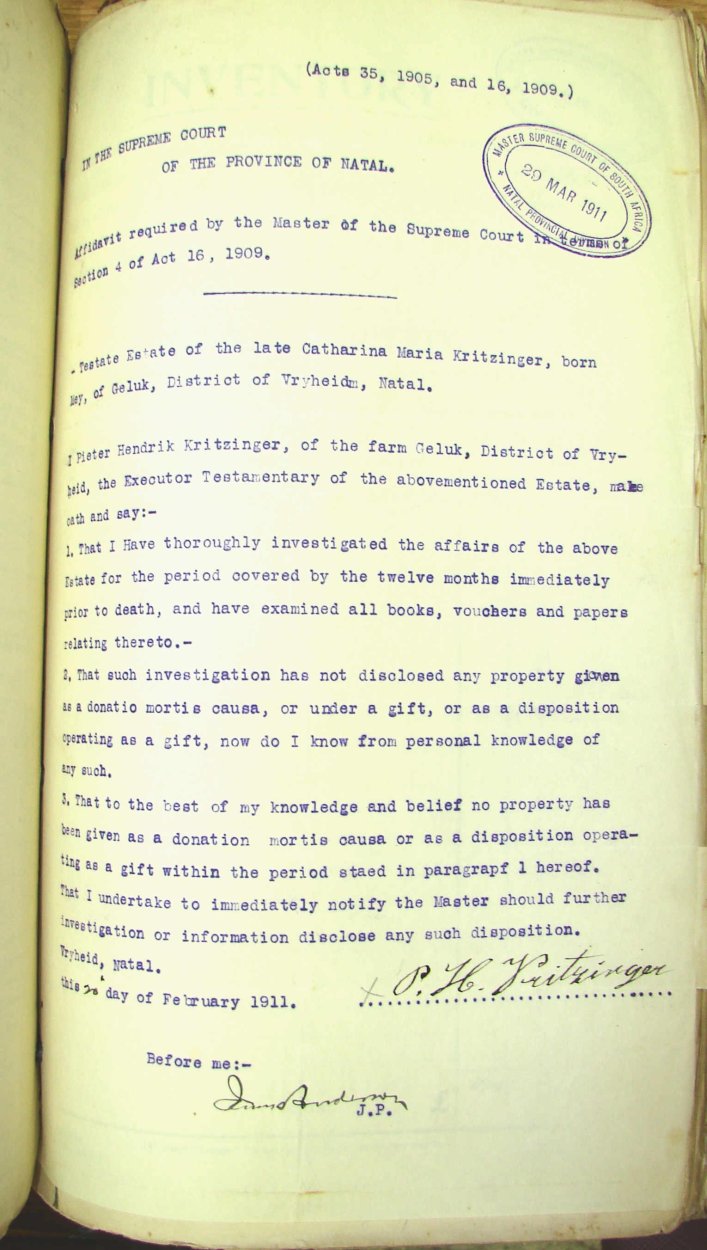 (Acts 35, 1905, and 16, 1909.)
IN THE SUPREME COURT
OF THE PROVINCE OF NATAL.
MASTER SUPREME COURT OF SOUTH AFRICA
29 MAR 1911
NATAL PROVINCIAL DIVISION
Affidavit required by the Master of the Supreme Court in terms of
Section 4 of Act 16, 1909.
Testate Estate of the late Catharina Maria Kritzinger, born
Ney, of Geluk, District of Vryheidm, Natal.
I Pieter Hendrik Kritzinger, of the farm Geluk, District of Vry-
heid, the Executor Testamentary of the abovementioned Estate, make
oath and say:-
1. That I Have thoroughly investigated the affairs of the above
Estate for the period covered by the twelve months immediately
prior to death, and have examined all books, vouchers and papers
relating thereto.-
2. That such investigation has not disclosed any property given
as a donatio mortis causa, or under a gift, or as a disposition
operating as a gift, now do I know from personal knowledge of
any such.
3. That to the best of my knowledge and belief no property has
been given as a donation mortis causa or as a disposition opera-
ting as a gift within the period staed in paragrapf 1 hereof.
That I undertake to immediately notify the Master should further
investigation or information disclose any such disposition.
Vryheid, Natal.
this day of February 1911.
P. H. Kritzinger
Before me:-
Anderson
J.P.